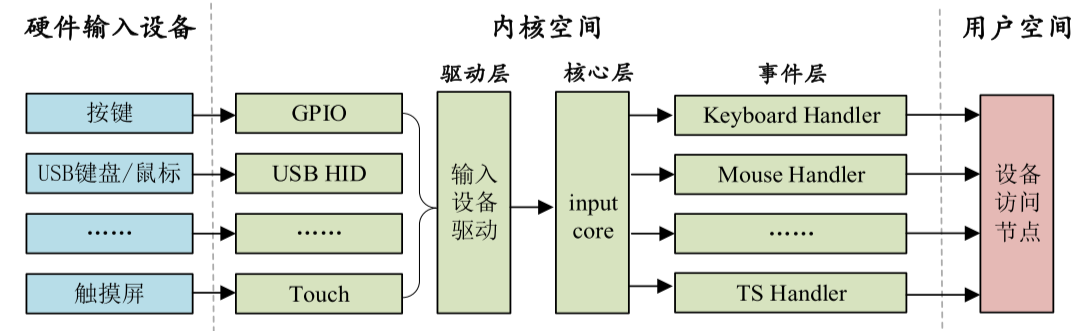 硬件输入设备
内核空间
用户空间
驱动层
核心层
事件层
按键
GPIO
Keyboard Handler
USB键盘/鼠标
USB HID
Mouse Handler
……
……
……
触摸屏
Touch
TS Handler
输入
设备
驱动
input
core
设备
访问
节点